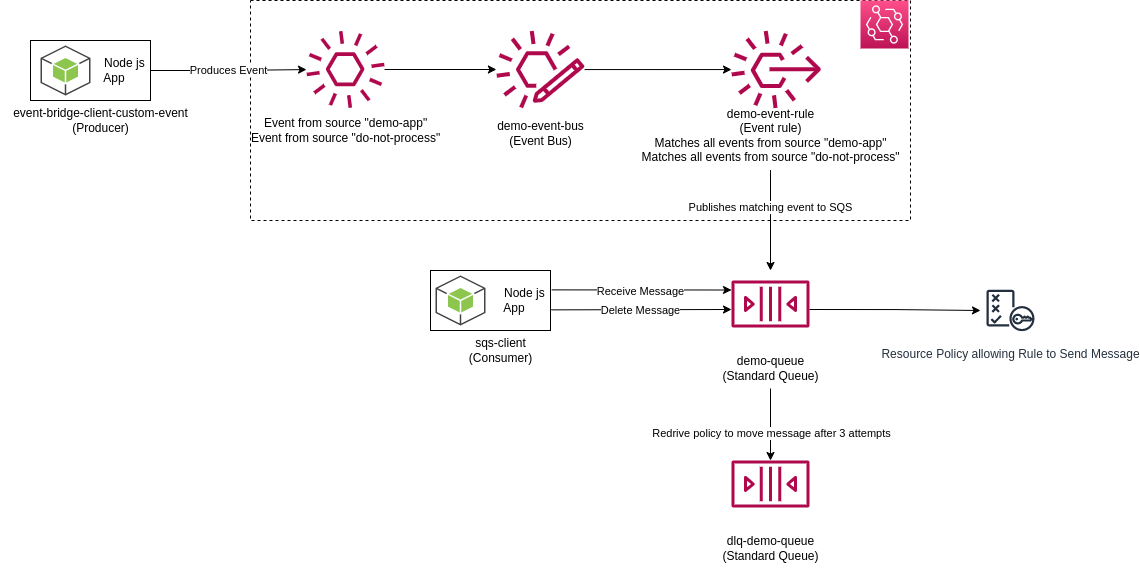 Node js
App
event-bridge-client-custom-event
(Producer)
Produces Event
Event from source "demo-app"
Event from source "do-not-process"
demo-event-bus
(Event Bus)
demo-event-rule
(Event rule)
Matches all events from source "demo-app"
Matches all events from source "do-not-process"
Publishes matching event to SQS
Node js
App
sqs-client
(Consumer)
Receive Message
Delete Message
demo-queue
(Standard Queue)
Resource Policy allowing Rule to Send Message
Redrive policy to move message after 3 attempts
dlq-demo-queue
(Standard Queue)